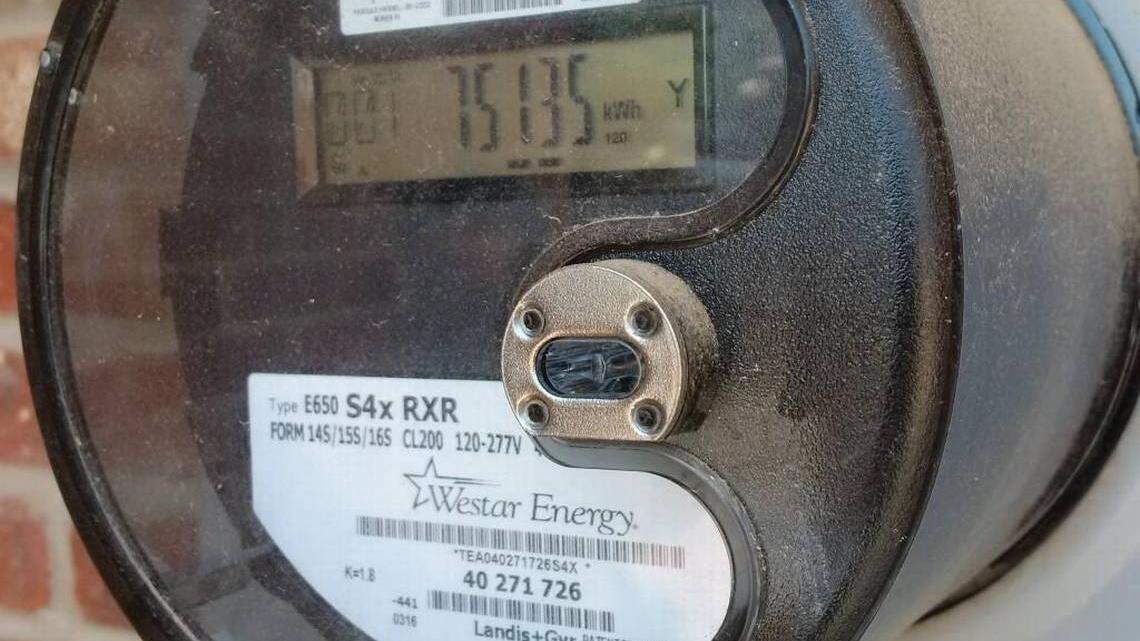 001 75135 kWh Y
120
Type E650 S4x RXR
FORM 14S/15S/16S CL200 120-277V
Westar Energy
*TEA040271726S4X *
K=1.8
40 271 726
-441
0316
Landis+Gyr